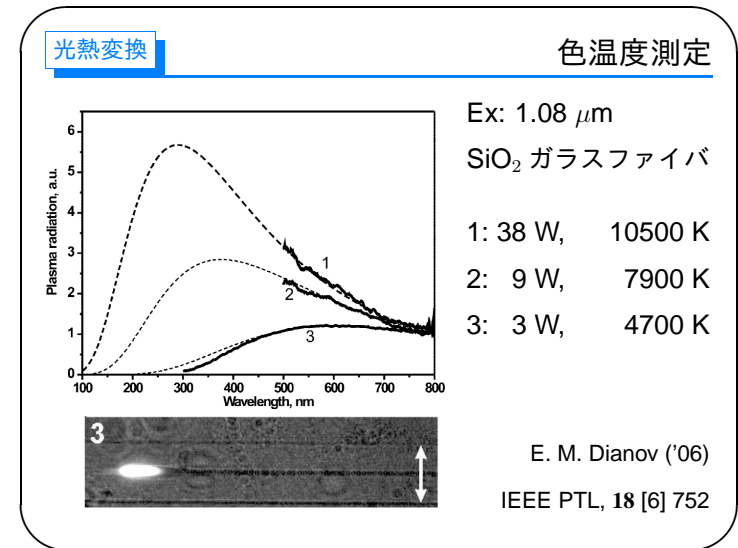 光熱変換
色温度測定
Plasma radiation, a.u.
6
5
4
3
2
1
0
1
2
3
100 200 300 400 500 600 700 800
Wavelength, nm
3
Ex: 1.08 μm
SiO₂ ガラスファイバ
1: 38 W, 10500 K
2: 9 W, 7900 K
3: 3 W, 4700 K
E. M. Dianov ('06)
IEEE PTL, 18 [6] 752